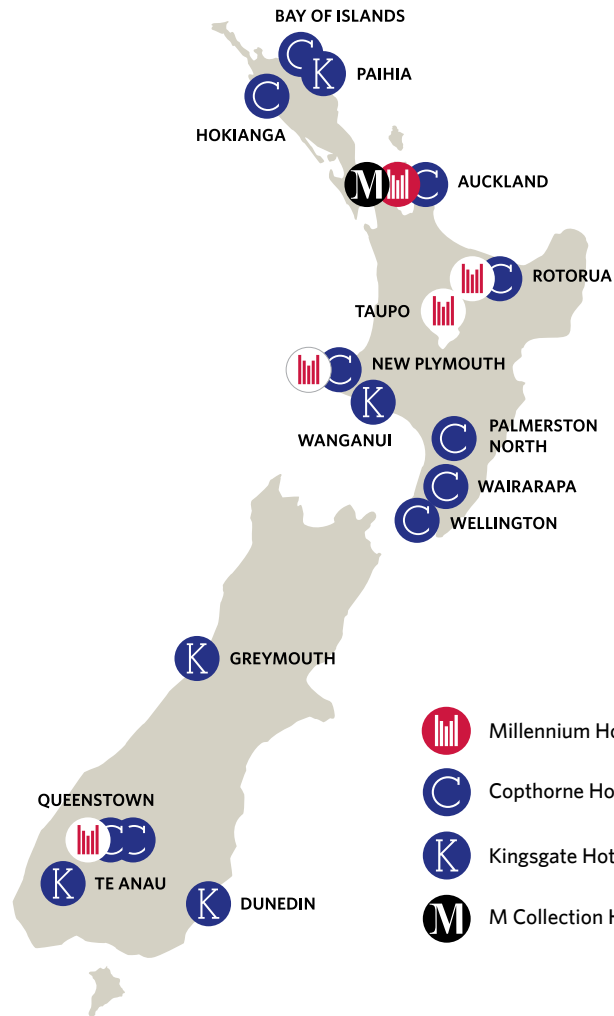 BAY OF ISLANDS
C
K
PAIHIA
C
HOKIANGA
M
C
AUCKLAND
C
ROTORUA
TAUPO
C
NEW PLYMOUTH
K
WANGANUI
C
PALMERSTON
NORTH
C
WAIRARAPA
C
WELLINGTON
K
GREYMOUTH
Millennium Ho
QUEENSTOWN
C
C
C
Copthorne Ho
K
TE ANAU
K
Kingsgate Hot
K
DUNEDIN
M
M Collection H